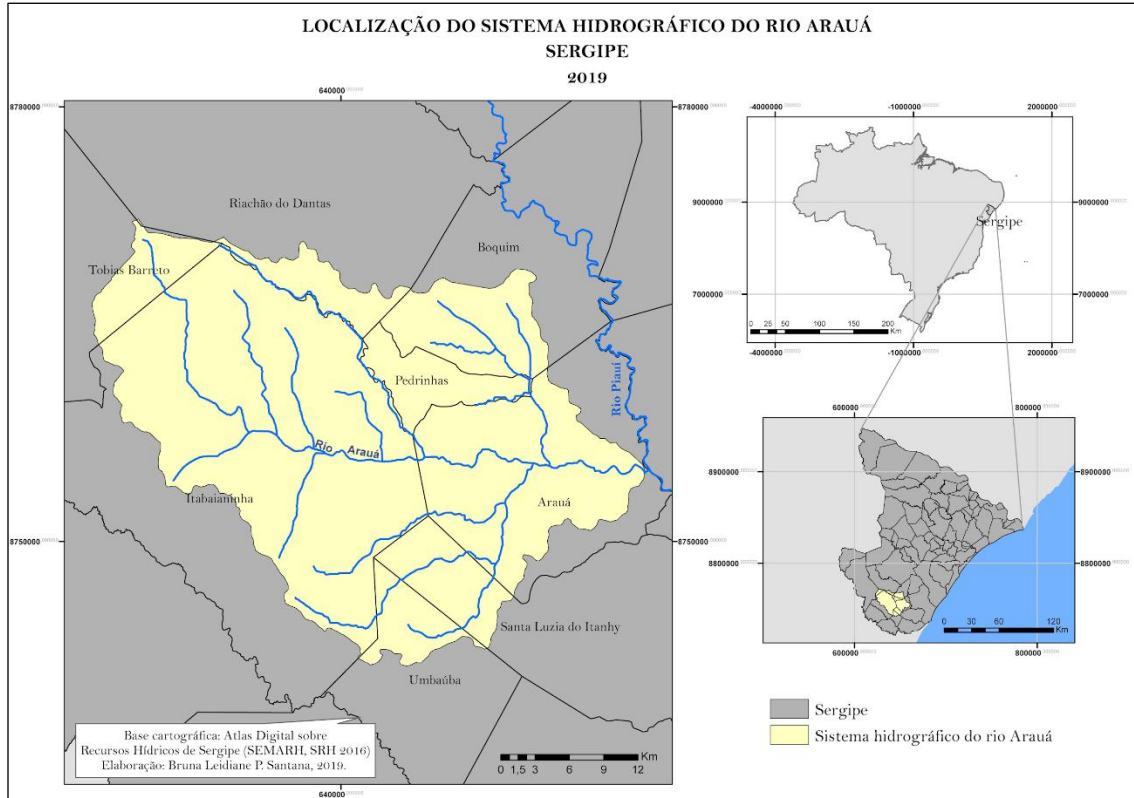 LOCALIZAÇÃO DO SISTEMA HIDROGRÁFICO DO RIO ARAUÁ
SERGIPE
2019
640000
8780000
8780000
Riachão do Dantas
Boquim
Tobias Barreto
Pedrinhas
Rio Piauí
Rio Arauá
Itabaianinha
Arauá
8750000
8750000
Santa Luzia do Itanhy
Umbaúba
Base cartográfica: Atlas Digital sobre
Recursos Hídricos de Sergipe (SEMARH, SRH 2016)
Elaboração: Bruna Leidiane P. Santana, 2019.
Km
0 1,5 3 6 9 12
640000
-4000000 -1000000 2000000
9000000 9000000
Sergipe
7000000 7000000
0 25 50 100 150 200
Km
-4000000 -1000000 2000000
600000 800000
8900000 8900000
8800000 8800000
0 30 60 120
Km
600000 800000
Sergipe
Sistema hidrográfico do rio Arauá